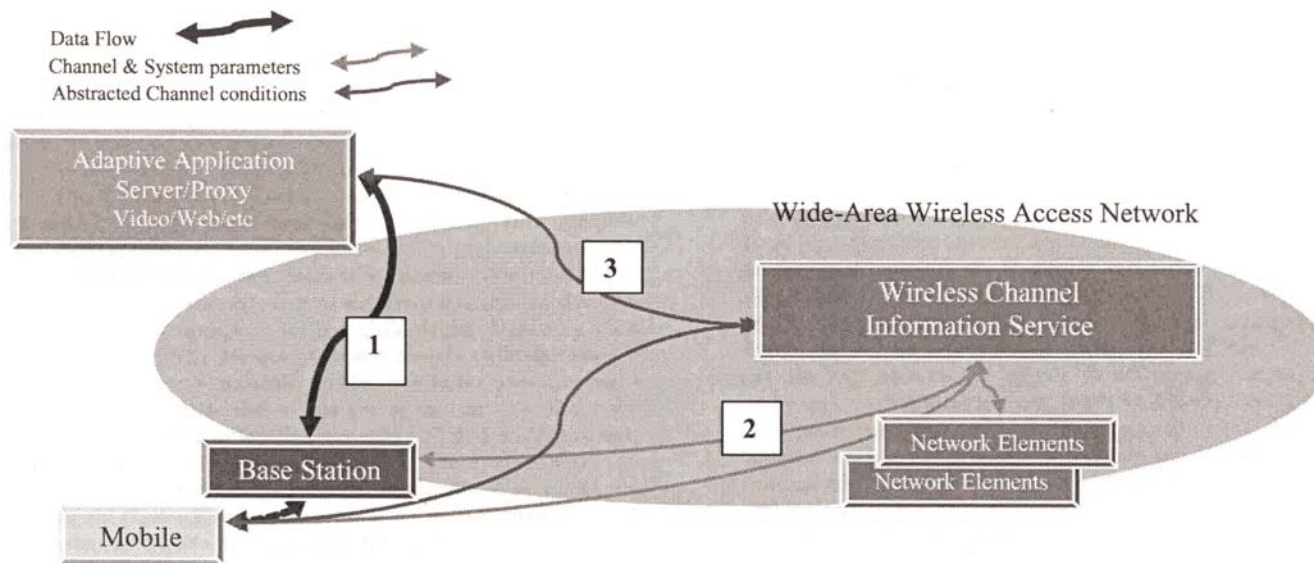 Data Flow
Channel & System parameters
Abstracted Channel conditions
Adaptive Application
Server/Proxy
Video/Web/etc
Wide-Area Wireless Access Network
3
Wireless Channel
Information Service
1
2
Network Elements
Base Station
Network Elements
Mobile